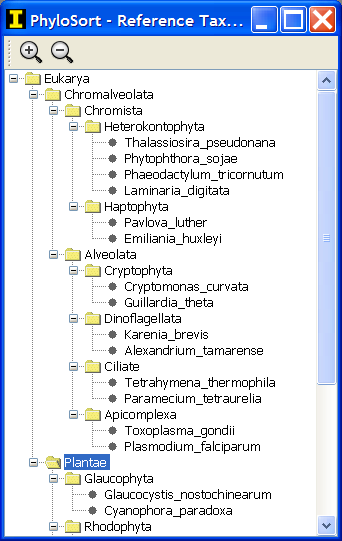 PhyloSort - Reference Tax...
Eukarya
Chromalveolata
Chromista
Heterokontophyta
Thalassiosira_pseudonana
Phytophthora_sojae
Phaeodactylum_tricornutum
Laminaria_digitata
Haptophyta
Pavlova_luther
Emiliania_huxleyi
Alveolata
Cryptophyta
Cryptomonas_curvata
Guillardia_theta
Dinoflagellata
Karenia_brevis
Alexandrium_tamarense
Ciliate
Tetrahymena_thermophila
Paramecium_tetraurelia
Apicomplexa
Toxoplasma_gondii
Plasmodium_falciparum
Plantae
Glaucophyta
Glaucocystis_nostochinearum
Cyanophora_paradoxa
Rhodophyta